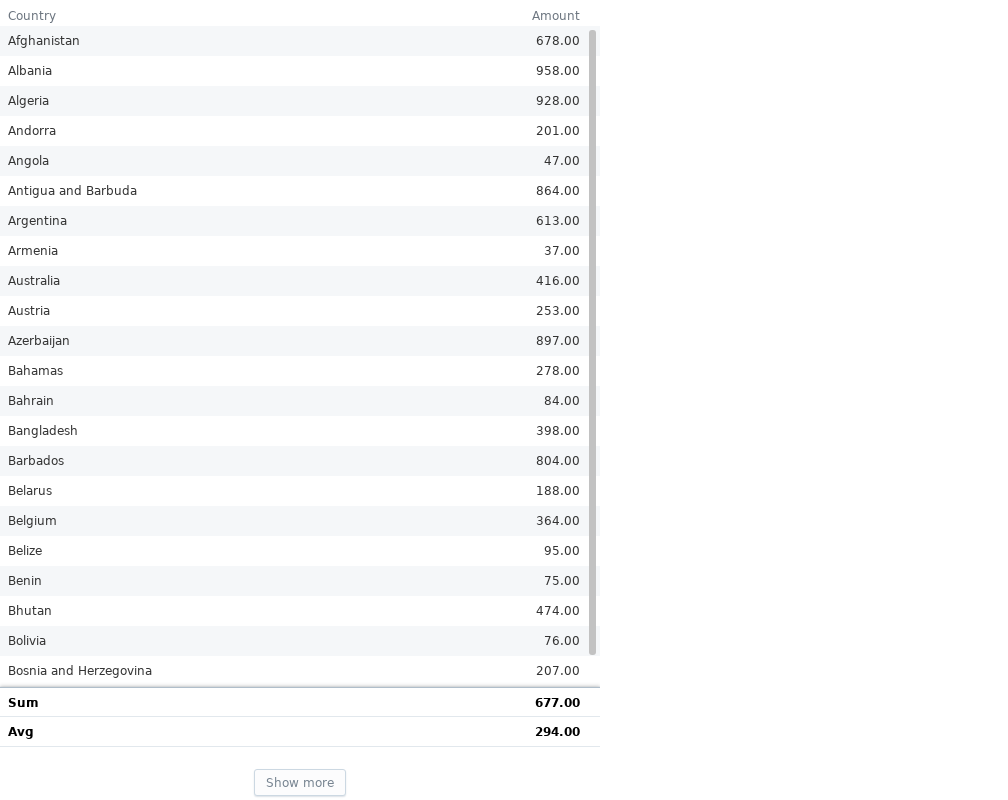 Country Amount
Afghanistan 678.00
Albania 958.00
Algeria 928.00
Andorra 201.00
Angola 47.00
Antigua and Barbuda 864.00
Argentina 613.00
Armenia 37.00
Australia 416.00
Austria 253.00
Azerbaijan 897.00
Bahamas 278.00
Bahrain 84.00
Bangladesh 398.00
Barbados 804.00
Belarus 188.00
Belgium 364.00
Belize 95.00
Benin 75.00
Bhutan 474.00
Bolivia 76.00
Bosnia and Herzegovina 207.00
Sum 677.00
Avg 294.00
Show more